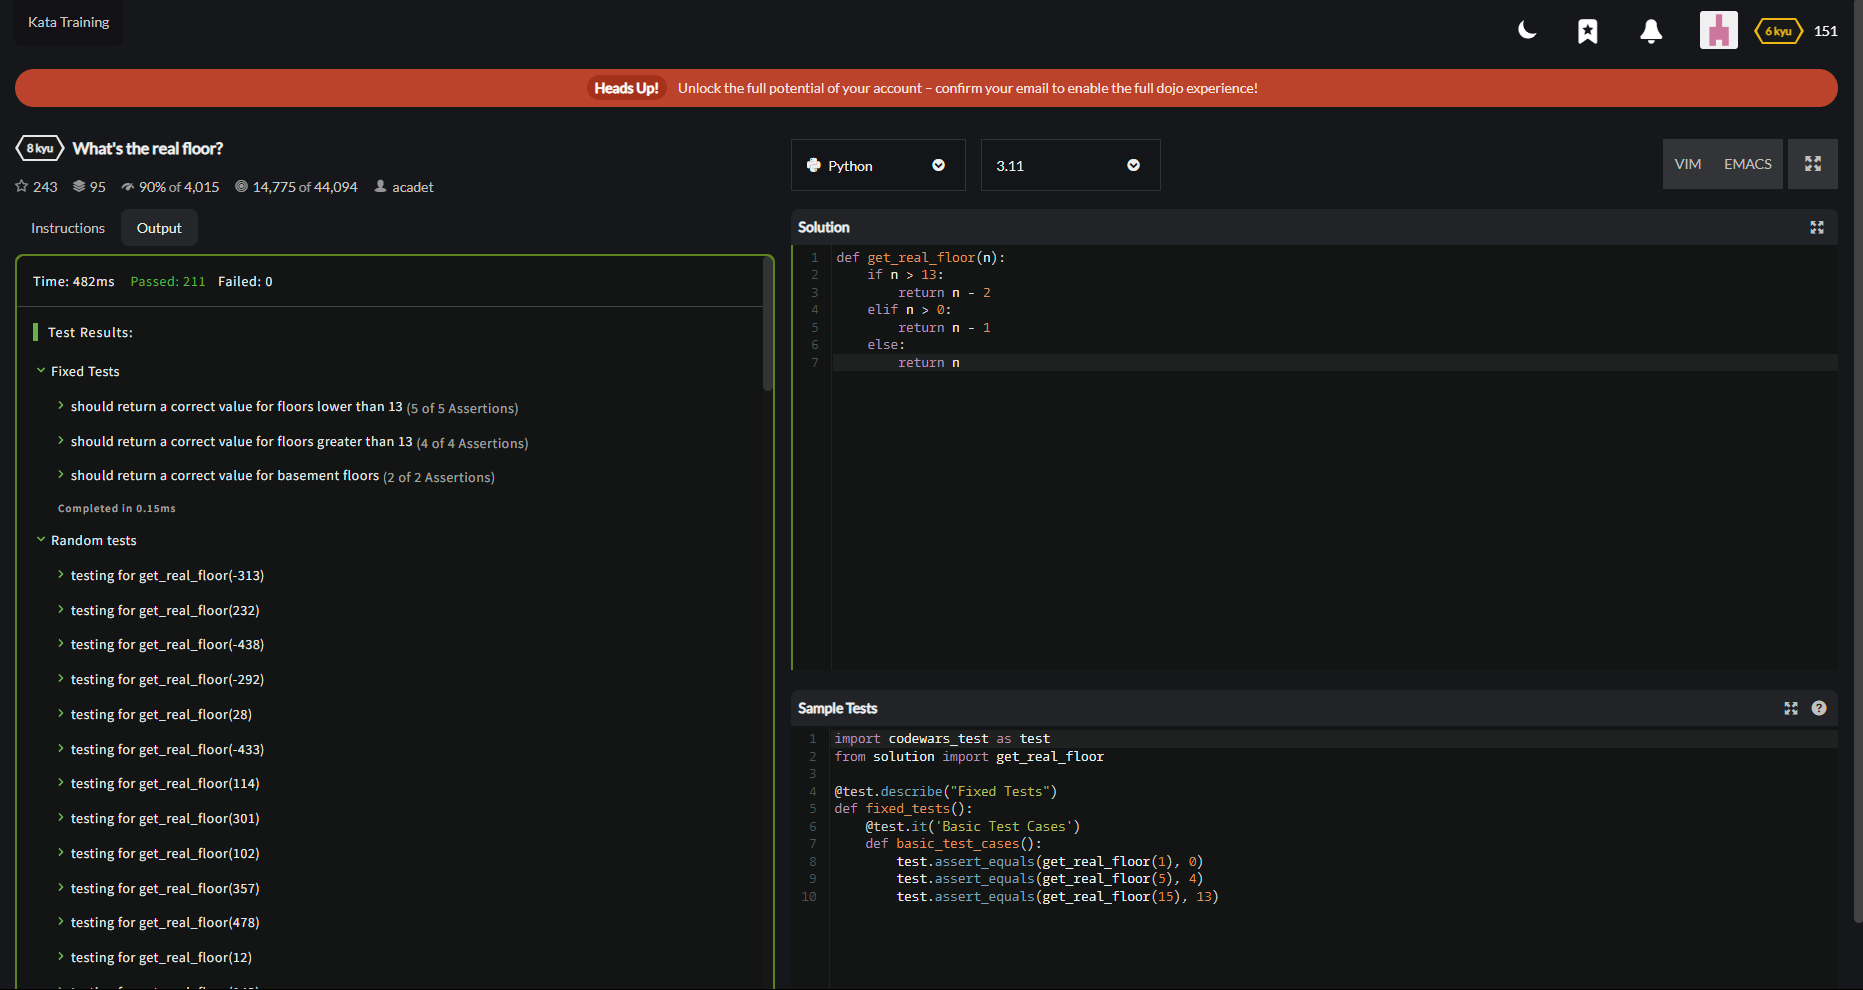 Kata Training
6 kyu 151
Heads Up! Unlock the full potential of your account – confirm your email to enable the full dojo experience!
8 kyu What's the real floor?
243 95 90% of 4,015 14,775 of 44,094 acadet
Instructions Output
Time: 482ms Passed: 211 Failed: 0
Test Results:
Fixed Tests
should return a correct value for floors lower than 13 (5 of 5 Assertions)
should return a correct value for floors greater than 13 (4 of 4 Assertions)
should return a correct value for basement floors (2 of 2 Assertions)
Completed in 0.15ms
Random tests
testing for get_real_floor(-313)
testing for get_real_floor(232)
testing for get_real_floor(-438)
testing for get_real_floor(-292)
testing for get_real_floor(28)
testing for get_real_floor(-433)
testing for get_real_floor(114)
testing for get_real_floor(301)
testing for get_real_floor(102)
testing for get_real_floor(357)
testing for get_real_floor(478)
testing for get_real_floor(12)
Python 3.11 VIM EMACS
Solution
1 def get_real_floor(n):
2 if n > 13:
3 return n - 2
4 elif n > 0:
5 return n - 1
6 else:
7 return n
Sample Tests
1 import codewars_test as test
2 from solution import get_real_floor
3
4 @test.describe("Fixed Tests")
5 def fixed_tests():
6 @test.it('Basic Test Cases')
7 def basic_test_cases():
8 test.assert_equals(get_real_floor(1), 0)
9 test.assert_equals(get_real_floor(5), 4)
10 test.assert_equals(get_real_floor(15), 13)